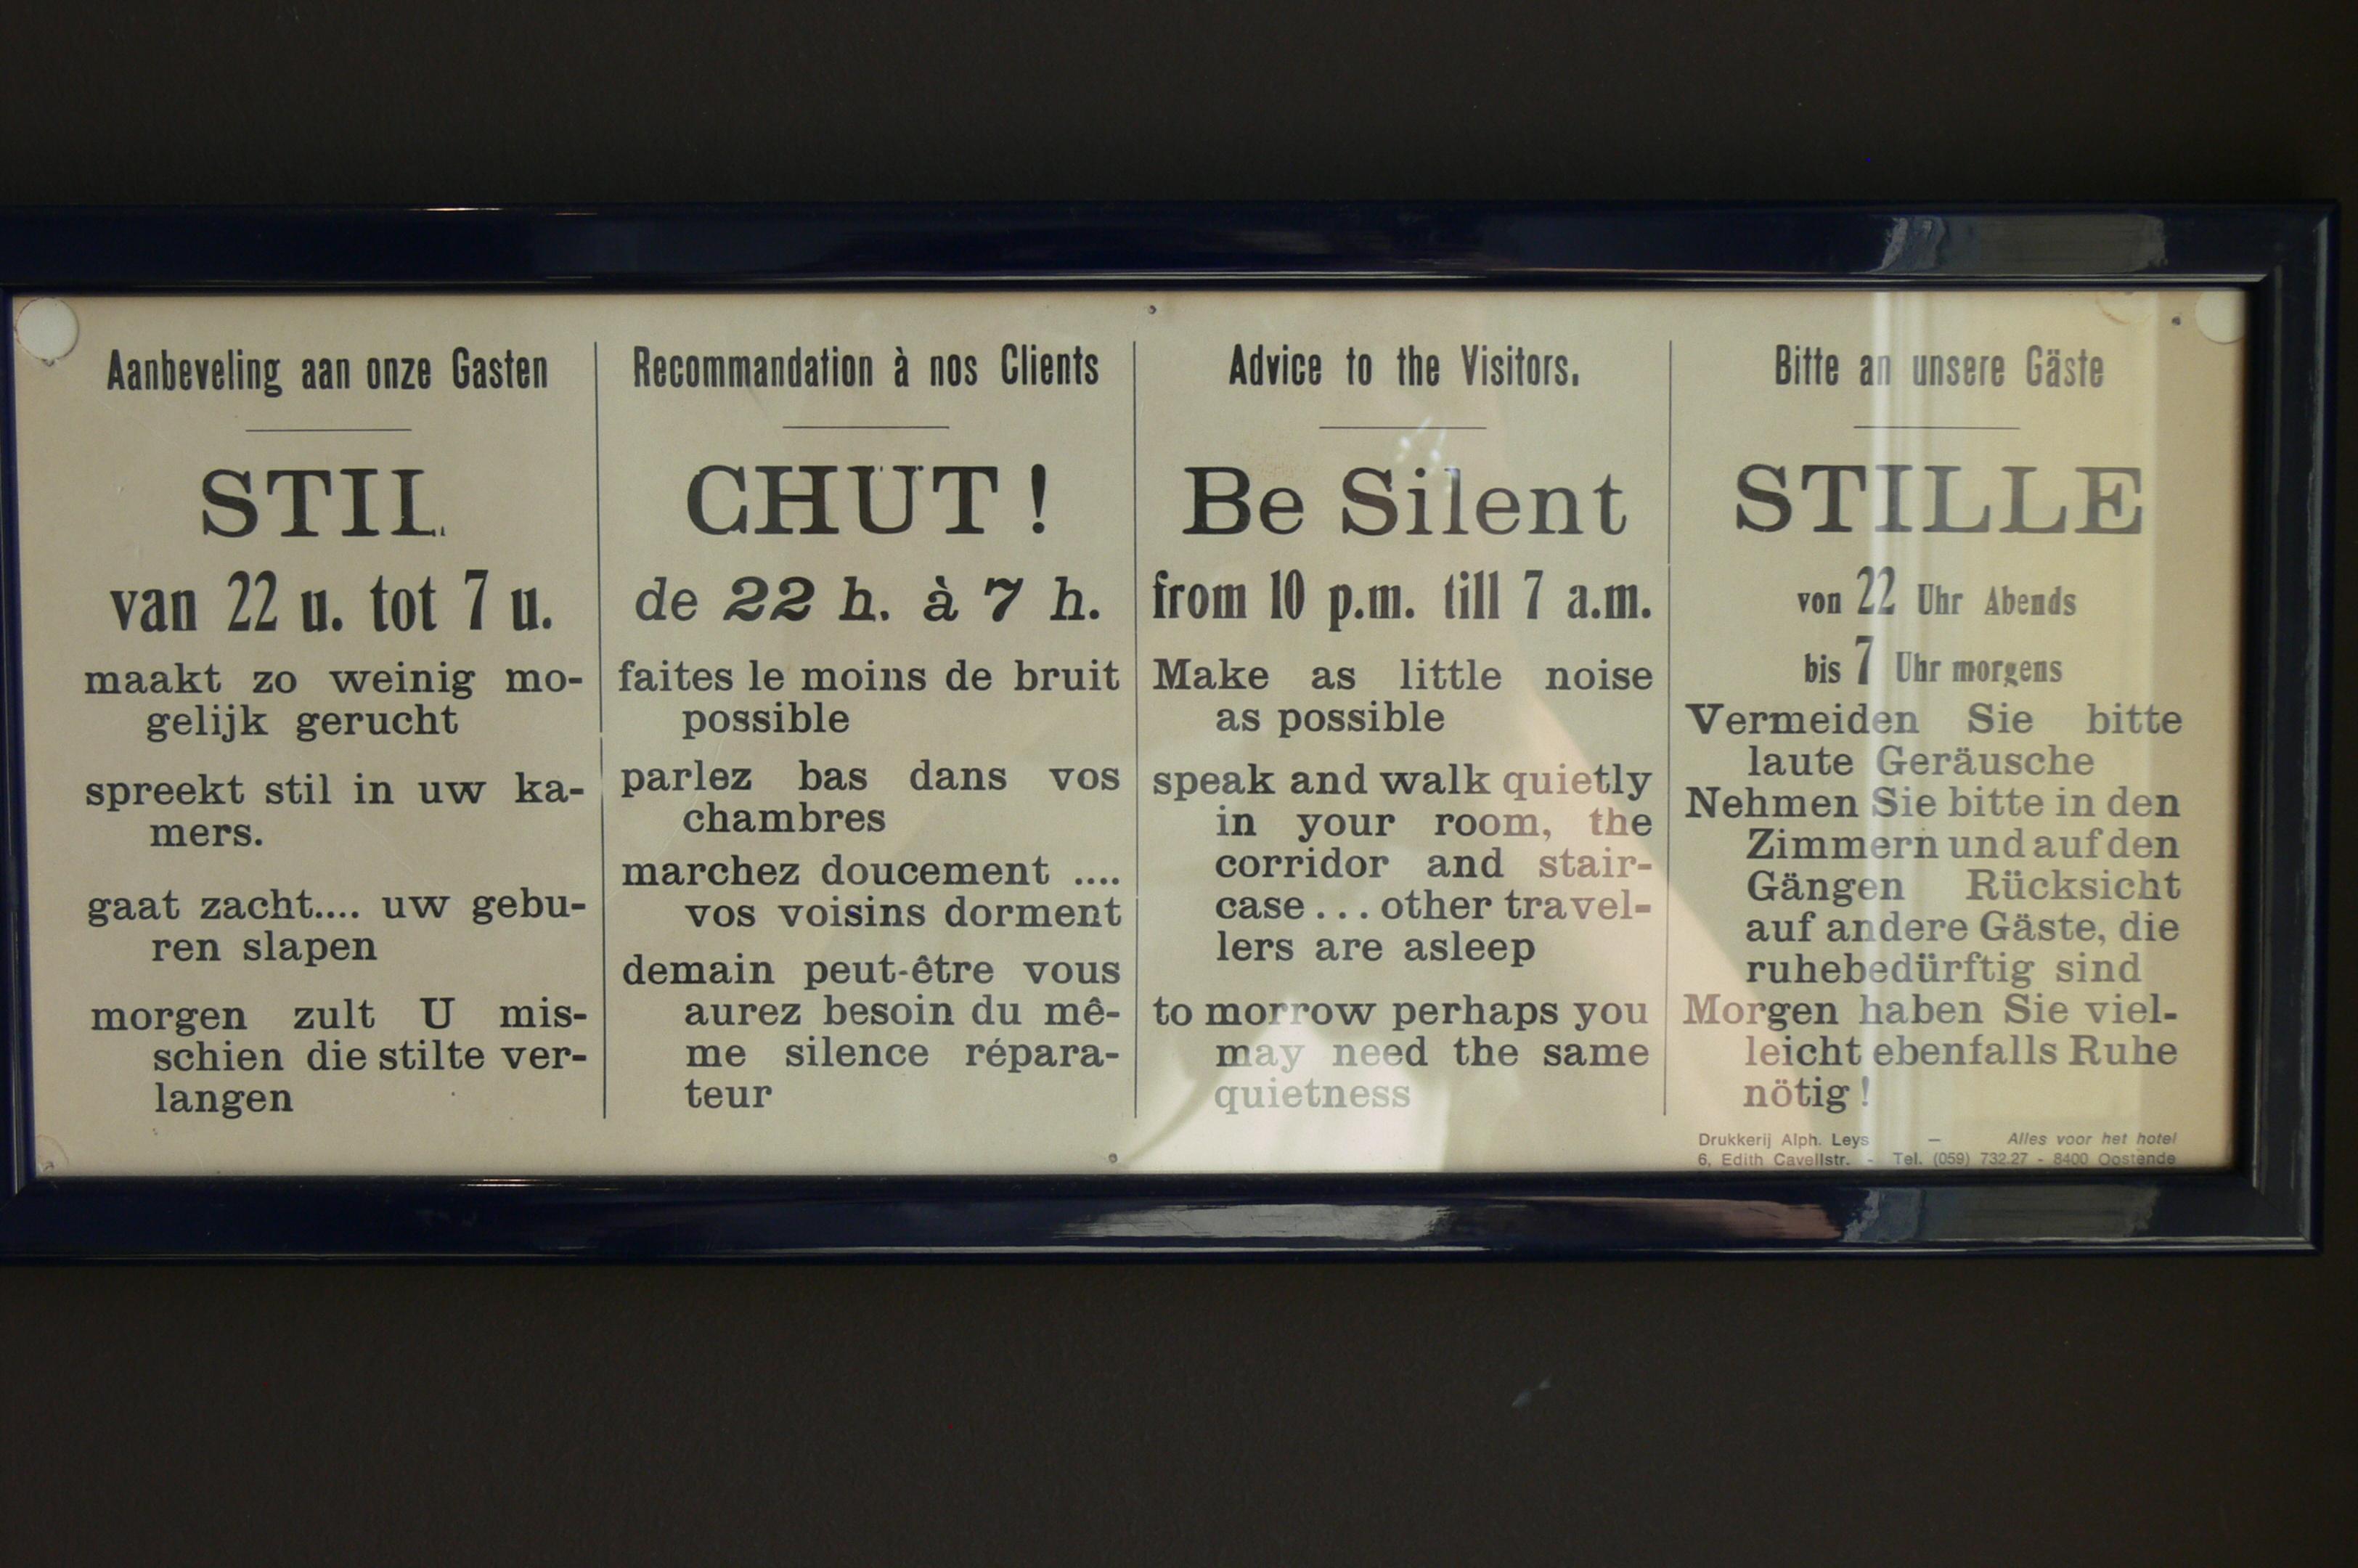 Aanbeveling aan onze Gasten
STIL
van 22 u. tot 7 u.
maakt zo weinig mo-
gelijk gerucht
spreekt stil in uw ka-
mers.
gaat zacht.... uw gebu-
ren slapen
morgen zult U mis-
schien die stilte ver-
langen
Recommandation à nos Clients
CHUT !
de 22 h. à 7 h.
faites le moins de bruit
possible
parlez bas dans vos
chambres
marchez doucement ....
vos voisins dorment
demain peut-être vous
aurez besoin du mê-
me silence répara-
teur
Advice to the Visitors.
Be Silent
from 10 p.m. till 7 a.m.
Make as little noise
as possible
speak and walk quietly
in your room, the
corridor and stair-
case ... other travel-
lers are asleep
to morrow perhaps you
may need the same
quietness
Bitte an unsere Gäste
STILLE
von 22 Uhr Abends
bis 7 Uhr morgens
Vermeiden Sie bitte
laute Geräusche
Nehmen Sie bitte in den
Zimmern und auf den
Gängen Rücksicht
auf andere Gäste, die
ruhebedürftig sind
Morgen haben Sie viel-
leicht ebenfalls Ruhe
nötig !
Drukkerij Alph. Leys — Alles voor het hotel
6, Edith Cavellstr. - Tel. (059) 732.27 - 8400 Oostende